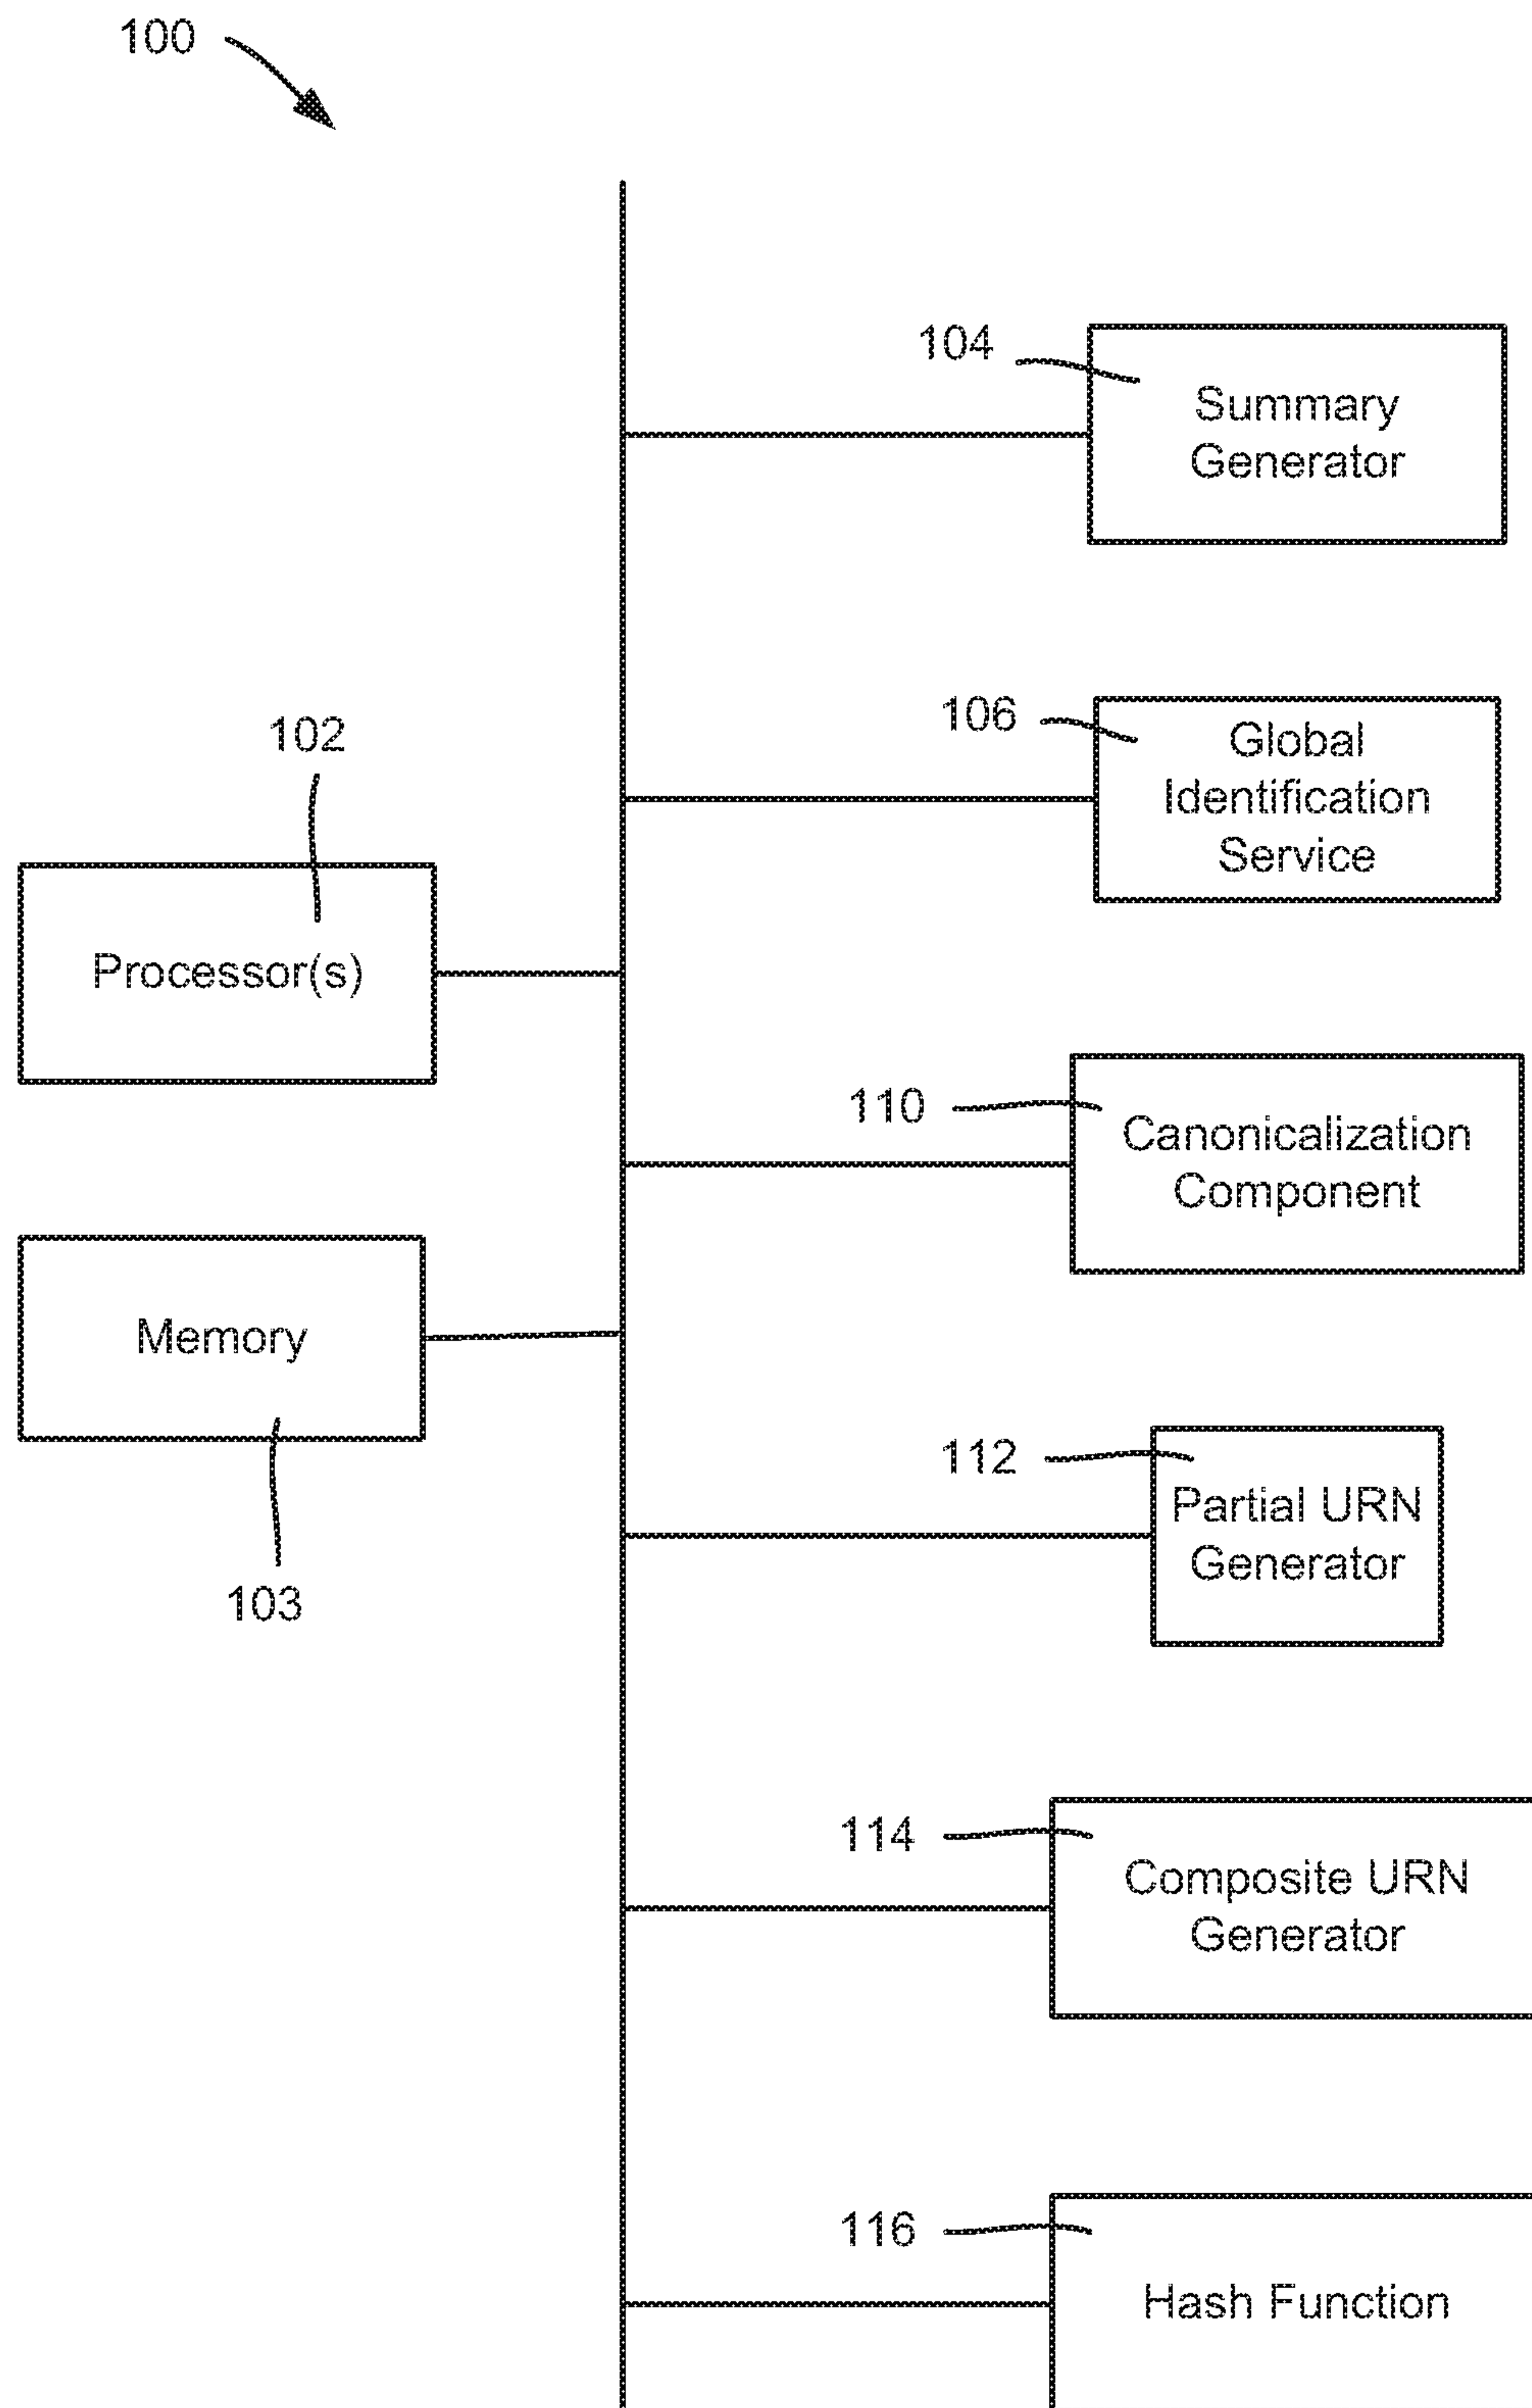 100
104
Summary
Generator
106
Global
Identification
Service
102
Processor(s)
110
Canonicalization
Component
Memory
103
112
Partial URN
Generator
114
Composite URN
Generator
116
Hash Function